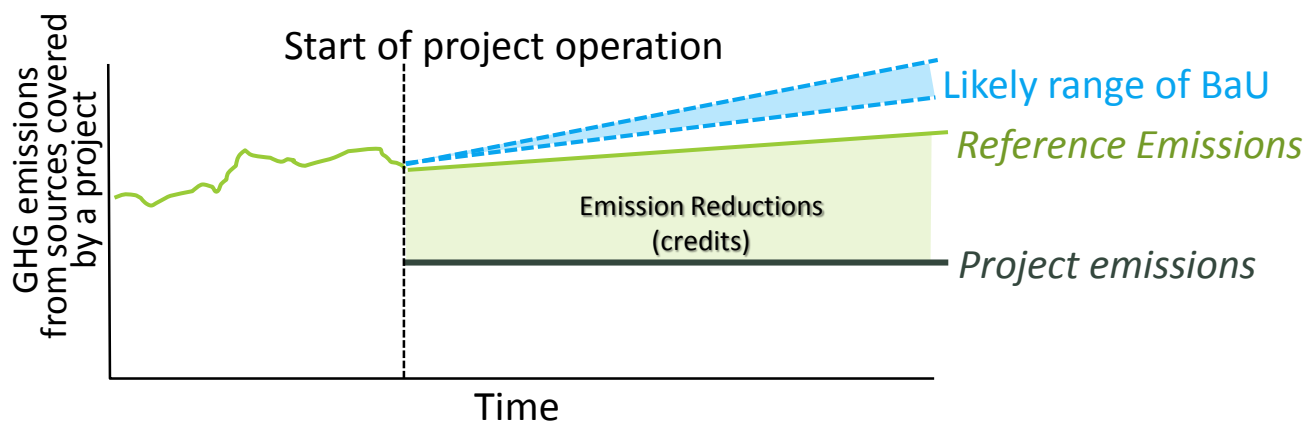 Start of project operation
GHG emissions
from sources covered
by a project
Likely range of BaU
Reference Emissions
Emission Reductions
(credits)
Project emissions
Time